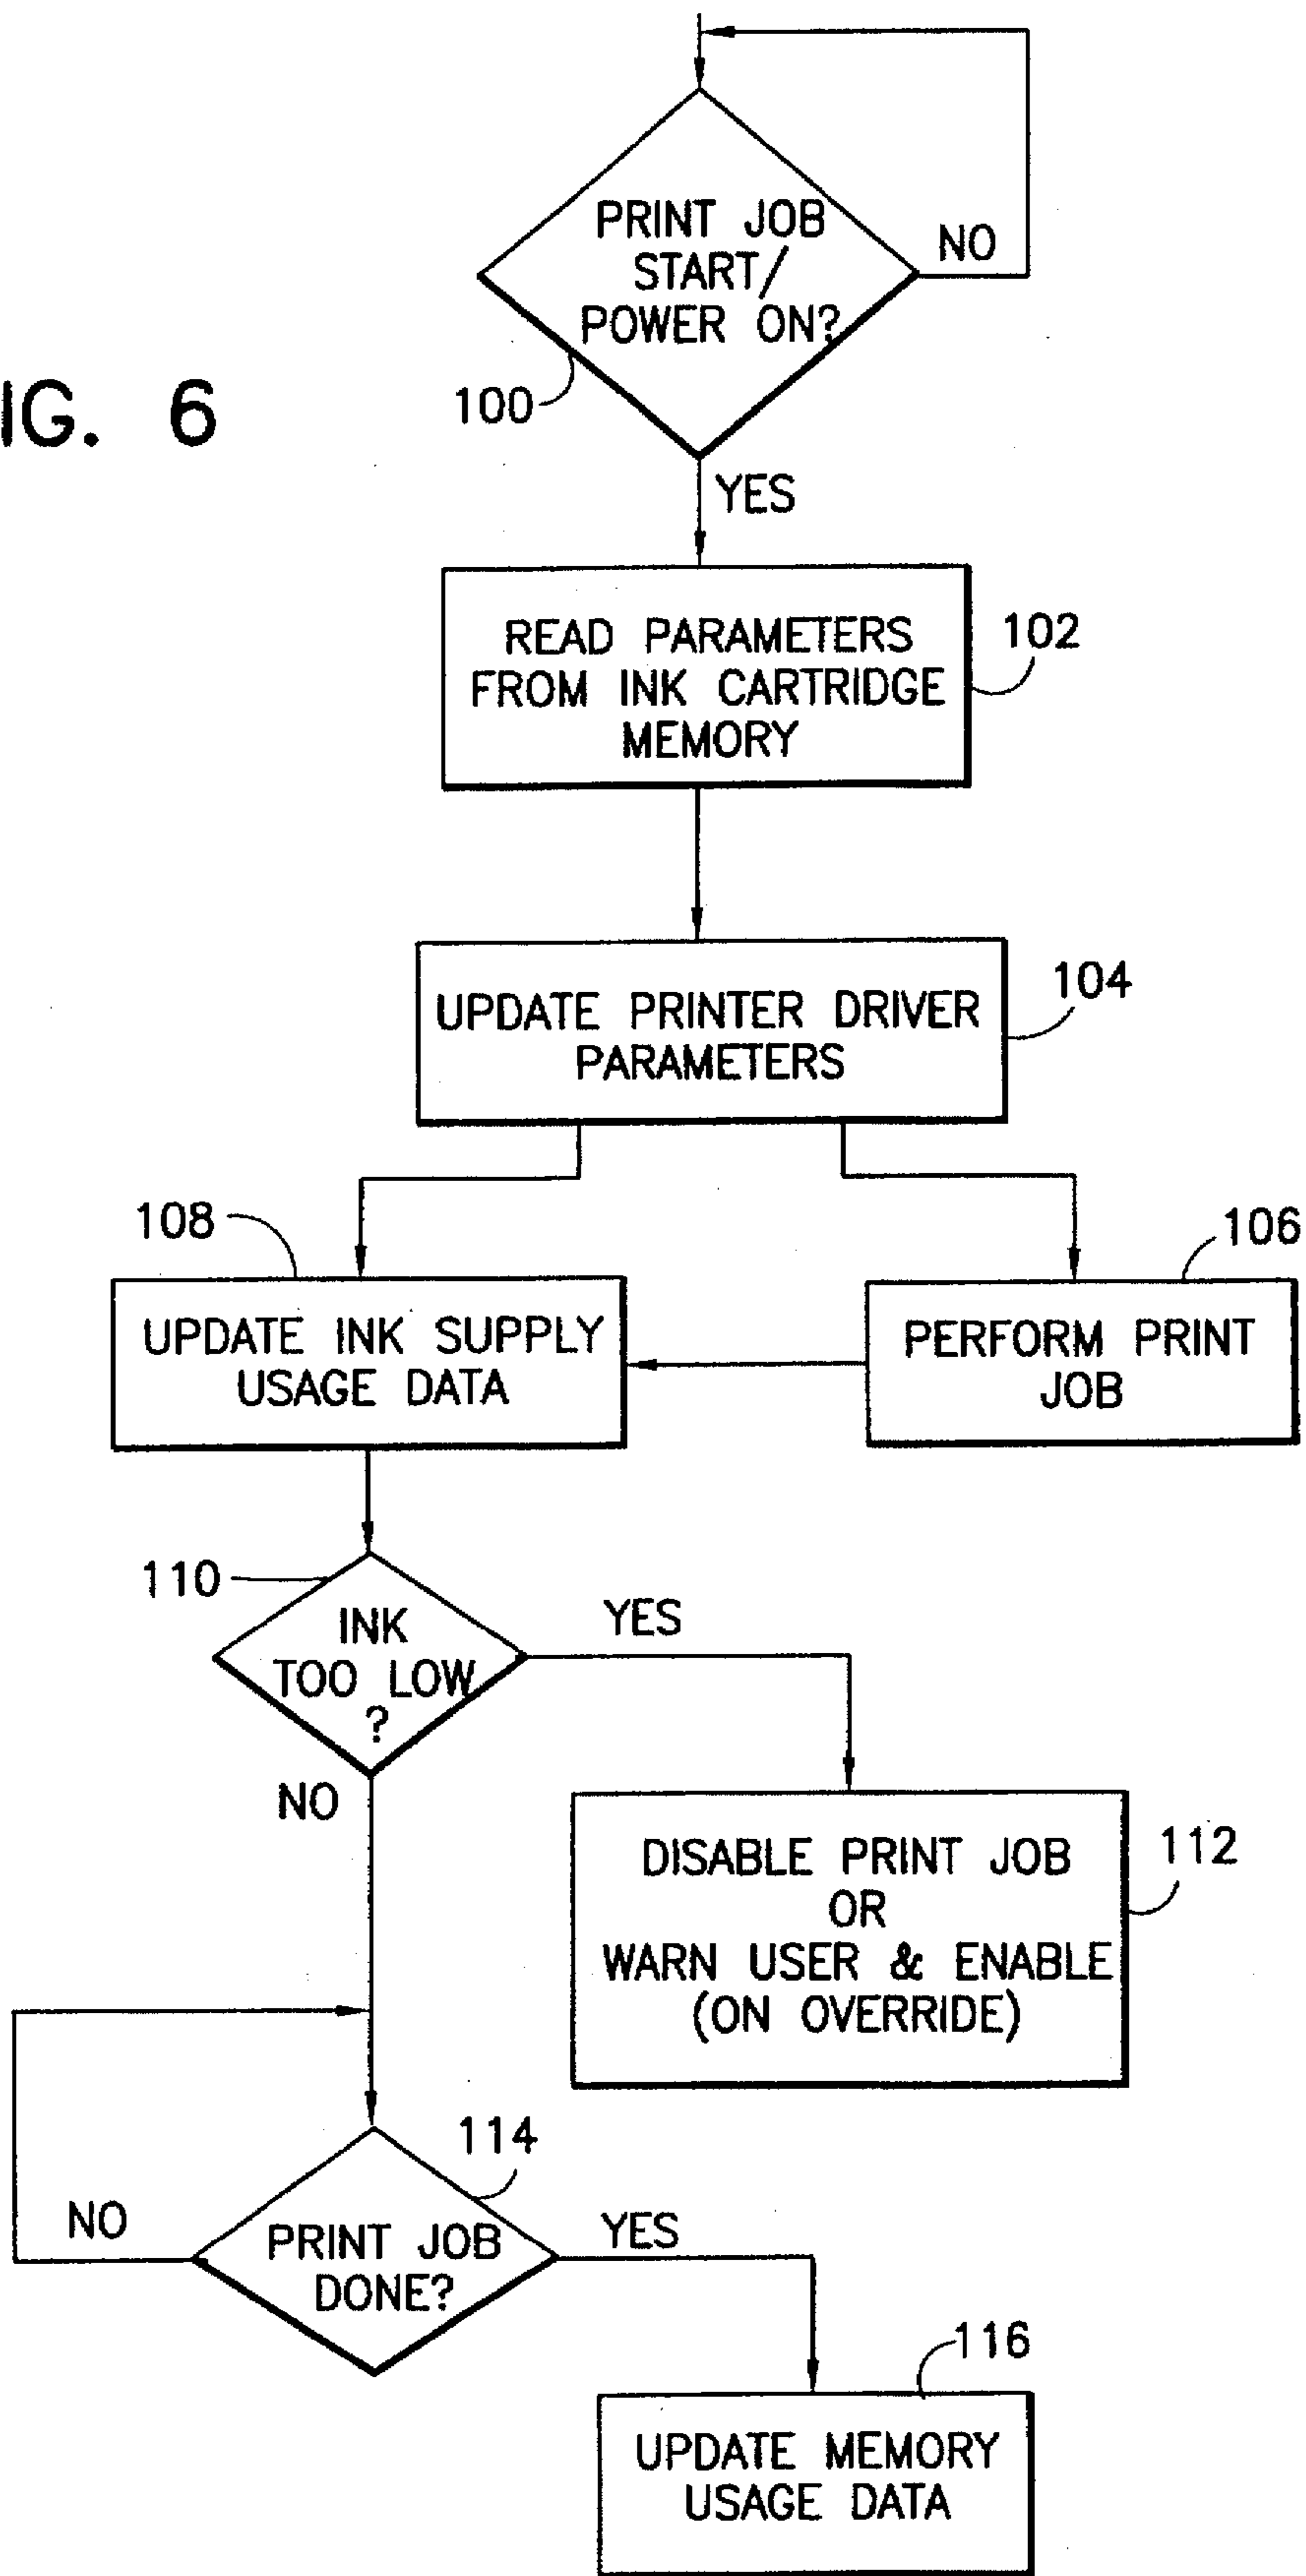 PRINT JOB
START/
POWER ON?
NO
100
IG. 6
YES
READ PARAMETERS
FROM INK CARTRIDGE
MEMORY
102
UPDATE PRINTER DRIVER
PARAMETERS
104
108
106
UPDATE INK SUPPLY
USAGE DATA
PERFORM PRINT
JOB
110
INK
TOO LOW
?
YES
NO
DISABLE PRINT JOB
OR
WARN USER & ENABLE
(ON OVERRIDE)
112
114
NO
PRINT JOB
DONE?
YES
116
UPDATE MEMORY
USAGE DATA